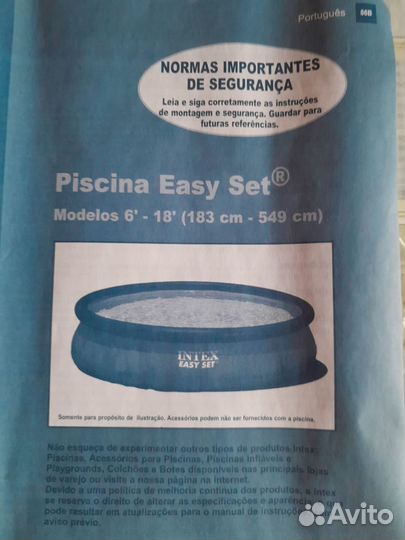 Português 66B
NORMAS IMPORTANTES
DE SEGURANÇA
Leia e siga corretamente as instruções
de montagem e segurança. Guardar para
futuras referências.
Piscina Easy Set®
Modelos 6' - 18' (183 cm - 549 cm)
INTEX
EASY SET
Somente para propósito de ilustração. Acessórios podem não ser fornecidos com a piscina.
Não esqueça de experimentar outros tipos de produtos Intex:
Piscinas, Acessórios para Piscinas, Piscinas Infláveis e
Playgrounds, Colchões e Botes disponíveis nas principais lojas
de varejo ou visite a nossa página na Internet.
Devido a uma política de melhoria contínua dos produtos, a Intex
se reserva o direito de alterar as especificações e aparência
pode resultar em atualizações para o manual de instruções
aviso prévio.
Avito